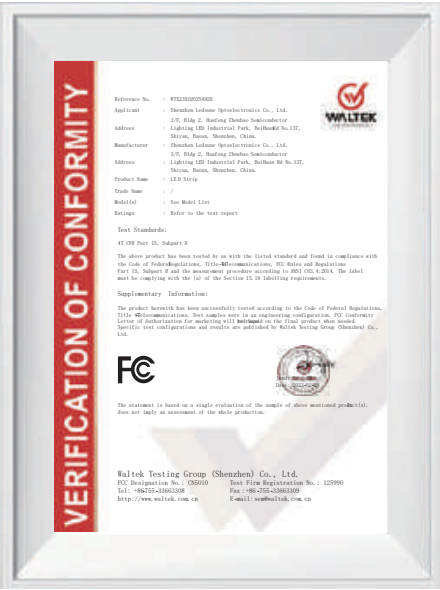 VERIFICATION OF CONFORMITY
WALTEK
Reference No. :
Applicant : Shenzhen Ledsune Optoelectronics Co., Ltd.
3/F, Bldg 2, Huafeng Zhenbao Semiconductor
Address : Lighting LED Industrial Park, BeiHuan Rd No.137,
Shiyan, Baoan, Shenzhen, China.
Manufacturer : Shenzhen Ledsune Optoelectronics Co., Ltd.
3/F, Bldg 2, Huafeng Zhenbao Semiconductor
Address : Lighting LED Industrial Park, BeiHuan Rd No.137,
Shiyan, Baoan, Shenzhen, China.
Product Name : LED Strip
Trade Name : /
Model(s) : See Model List
Ratings : Refer to the test report
Test Standards:
47 CFR Part 15, Subpart B
The above product has been tested by us with the listed standard and found in compliance with
the Code of Federal Regulations, Title 47 Telecommunications, FCC Rules and Regulations
Part 15, Subpart B and the measurement procedure according to ANSI C63.4:2014. The label
must be complying with the (a) of the Section 15.19 labelling requirements.
Supplementary Information:
The product herewith has been successfully tested according to the Code of Federal Regulations,
Title 47 Telecommunications. Test samples were in an engineering configuration. FCC Conformity
Letter of Authorization for marketing will be on the final product when needed.
Specific test configurations and results are published by Waltek Testing Group (Shenzhen) Co.,
Ltd.
FC
The statement is based on a single evaluation of the sample of above mentioned product(s).
does not imply an assessment of the whole production.
Waltek Testing Group (Shenzhen) Co., Ltd.
FCC Designation No.: CN5010 Test Firm Registration No.: 125990
Tel: +86-755-33663308 Fax: +86-755-33663309
http://www.waltek.com.cn E-mail: sem@waltek.com.cn